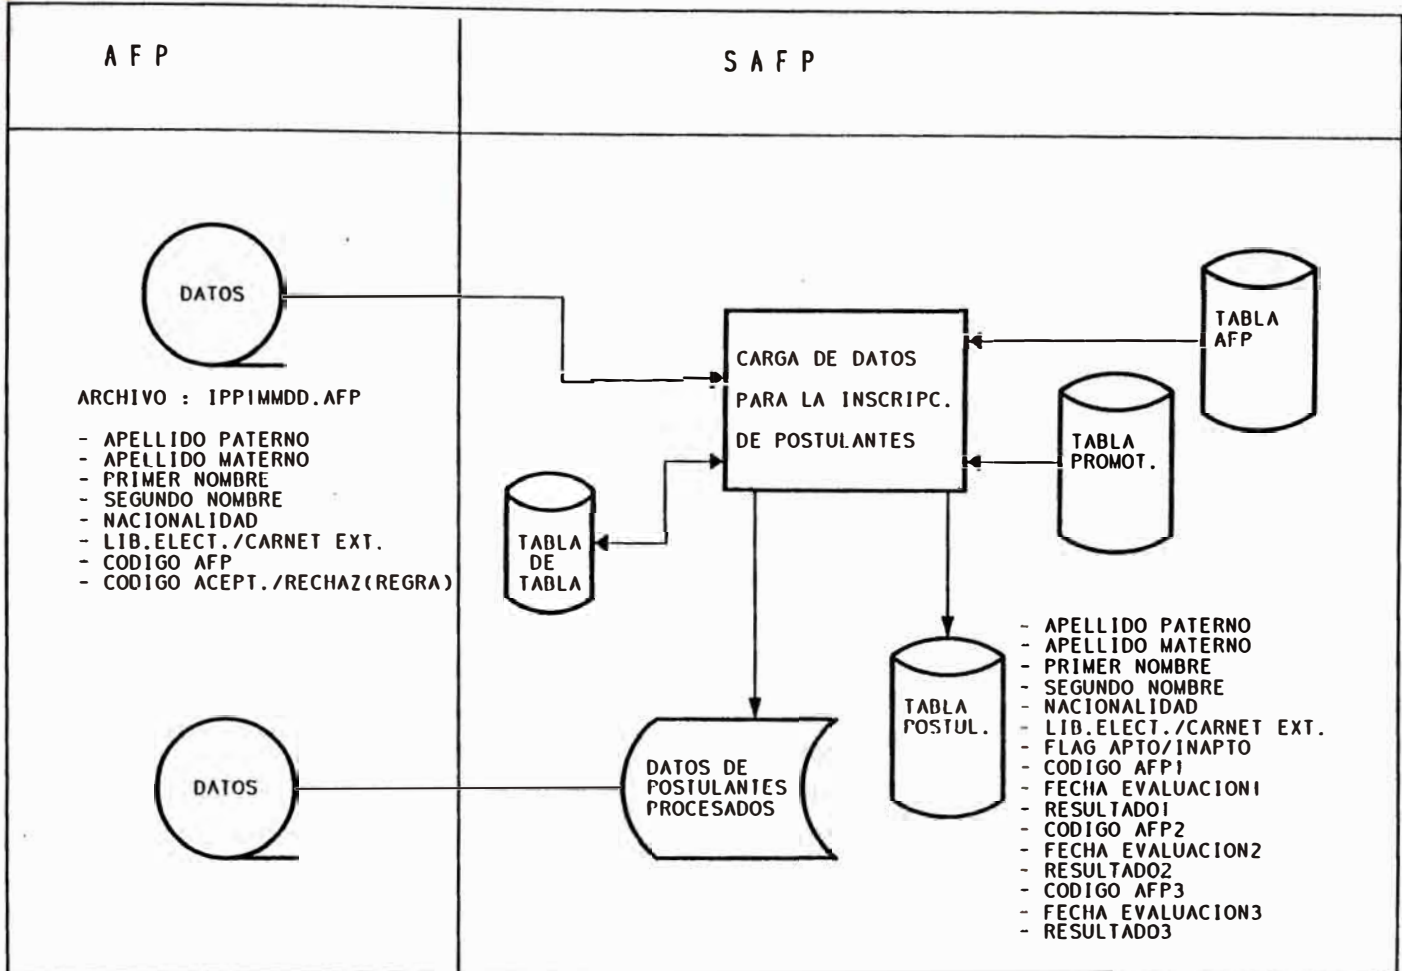 AFP
SAFP
DATOS
ARCHIVO : IPP1MMDD.AFP
- APELLIDO PATERNO
- APELLIDO MATERNO
- PRIMER NOMBRE
- SEGUNDO NOMBRE
- NACIONALIDAD
- LIB.ELECT./CARNET EXT.
- CODIGO AFP
- CODIGO ACEPT./RECHAZ(REGRA)
CARGA DE DATOS
PARA LA INSCRIPC.
DE POSTULANTES
TABLA
AFP
TABLA
PROMOT.
TABLA
DE
TABLA
TABLA
POSTUL.
- APELLIDO PATERNO
- APELLIDO MATERNO
- PRIMER NOMBRE
- SEGUNDO NOMBRE
- NACIONALIDAD
- LIB.ELECT./CARNET EXT.
- FLAG APTO/INAPTO
- CODIGO AFP1
- FECHA EVALUACION1
- RESULTADO1
- CODIGO AFP2
- FECHA EVALUACION2
- RESULTADO2
- CODIGO AFP3
- FECHA EVALUACION3
- RESULTADO3
DATOS
DATOS DE
POSTULANTES
PROCESADOS